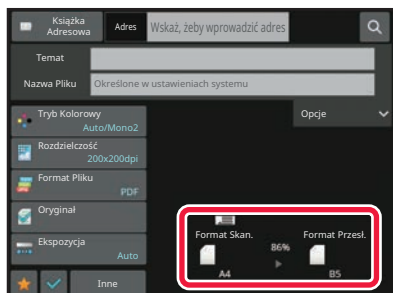 Książka
Adresowa
Adres
Wskaż, żeby wprowadzić adres
Temat
Nazwa Pliku
Określone w ustawieniach systemu
Tryb Kolorowy
Auto/Mono2
Opcje
Rozdzielczość
200x200dpi
Format Pliku
PDF
Oryginał
Ekspozycja
Auto
Format Skan.
86%
Format Przesł.
A4
B5
Inne